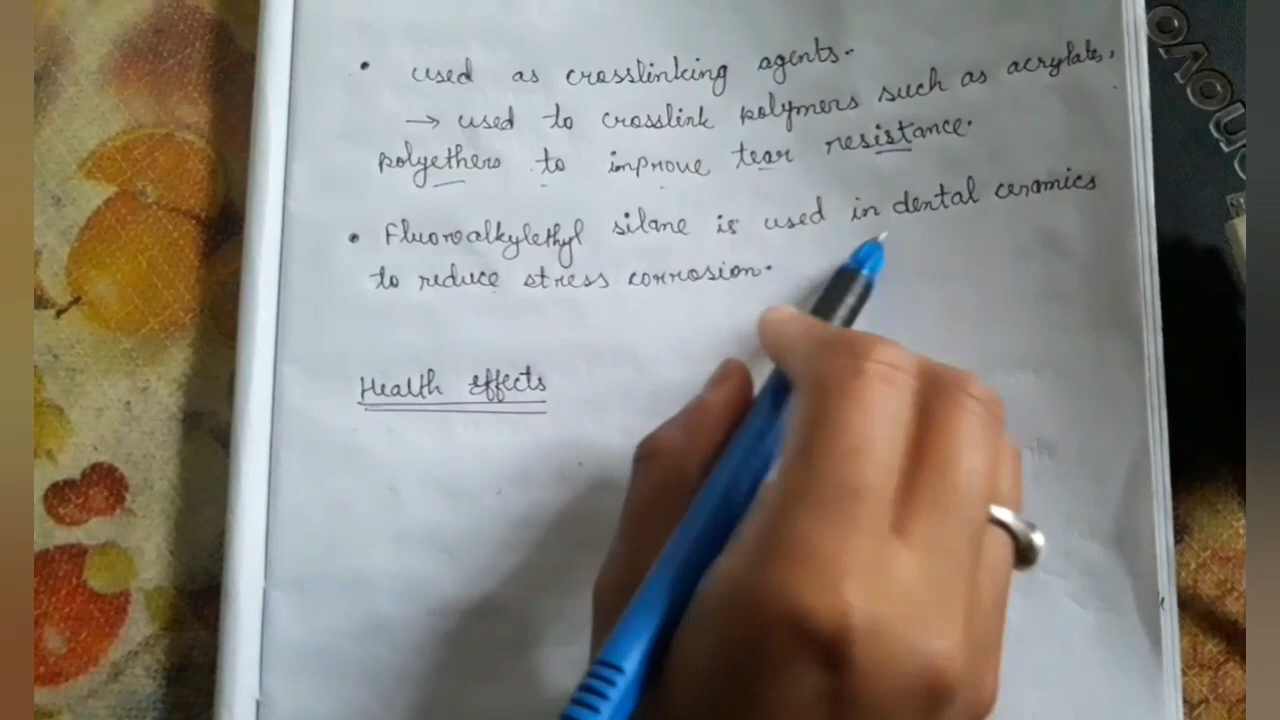 • used as crosslinking agents.
→ used to crosslink polymers such as acrylates,
polyethers to improve tear resistance.
• Fluoroalkylethyl silane is used in dental ceramics
to reduce stress corrosion.
Health effects